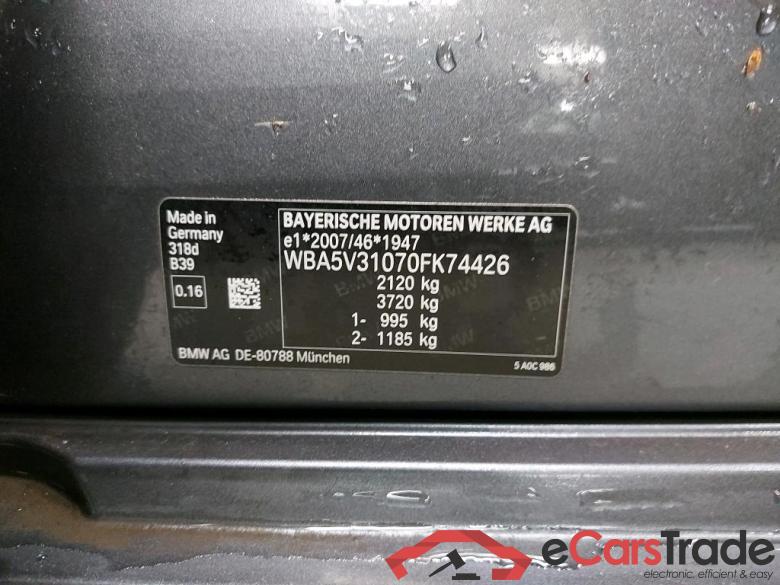 Made in
Germany
318d
B39
0.16
BAYERISCHE MOTOREN WERKE AG
e1*2007/46*1947
WBA5V31070FK74426
2120 kg
3720 kg
1- 995 kg
2- 1185 kg
BMW AG DE-80788 München
5 A0C 986
eCarsTrade
electronic, efficient & easy